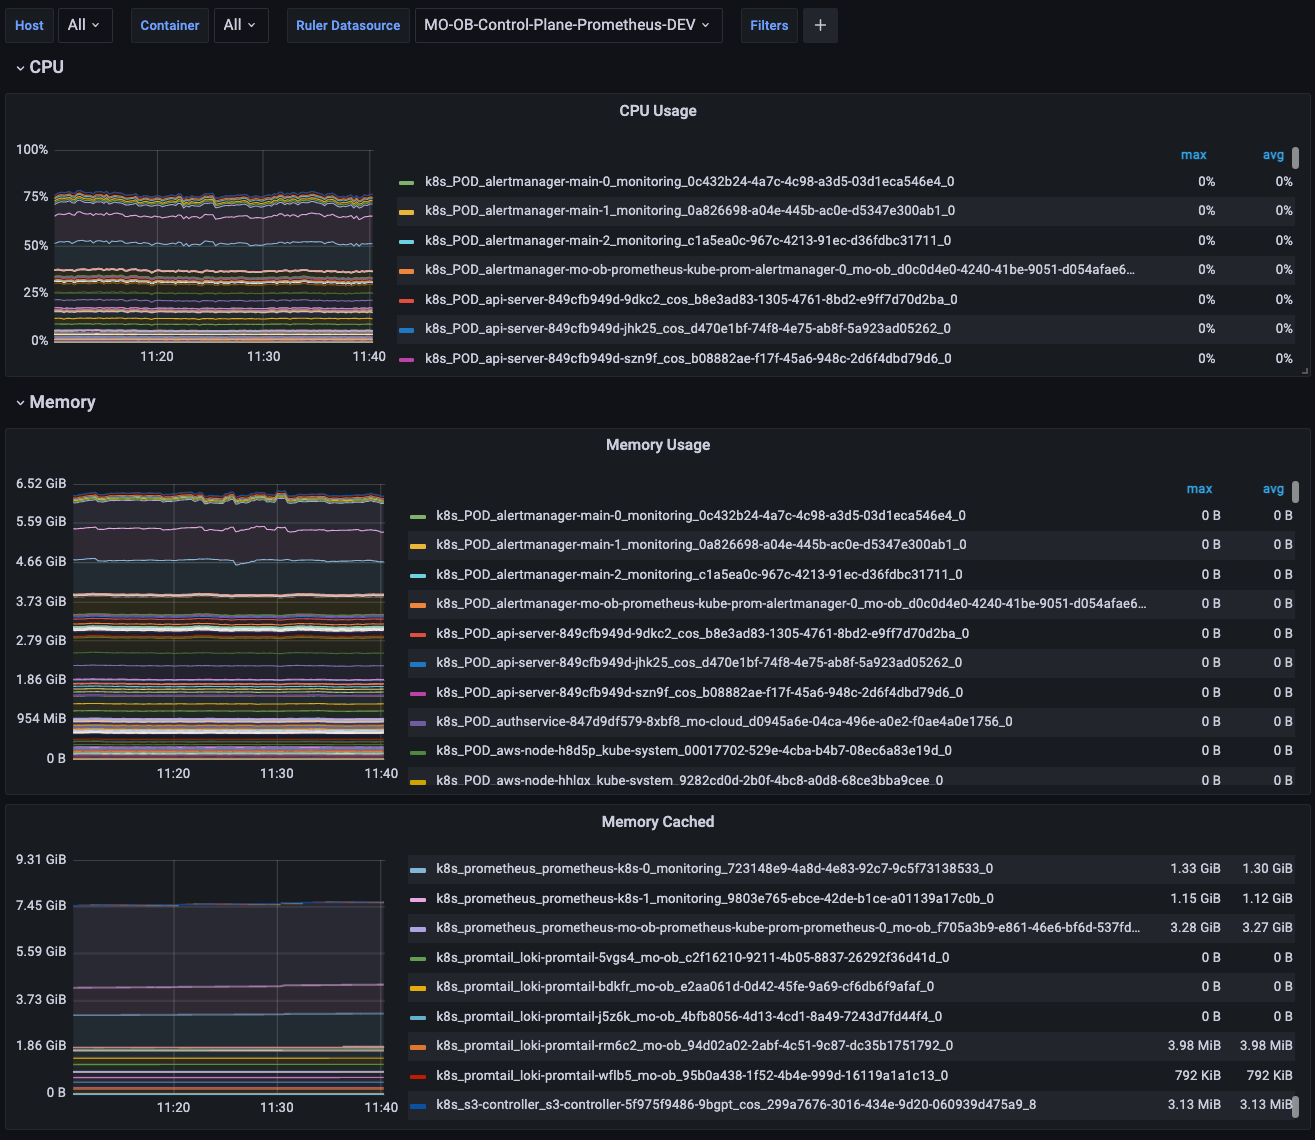 Host All Container All Ruler Datasource MO-OB-Control-Plane-Prometheus-DEV Filters +
CPU
CPU Usage
max avg
100%
75%
50%
25%
0%
11:20 11:30 11:40
k8s_POD_alertmanager-main-0_monitoring_0c432b24-4a7c-4c98-a3d5-03d1eca546e4_0 0% 0%
k8s_POD_alertmanager-main-1_monitoring_0a826698-a04e-445b-ac0e-d5347e300ab1_0 0% 0%
k8s_POD_alertmanager-main-2_monitoring_c1a5ea0c-967c-4213-91ec-d36fdbc31711_0 0% 0%
k8s_POD_alertmanager-mo-ob-prometheus-kube-prom-alertmanager-0_mo-ob_d0c0d4e0-4240-41be-9051-d054afae6... 0% 0%
k8s_POD_api-server-849cfb949d-9dkc2_cos_b8e3ad83-1305-4761-8bd2-e9ff7d70d2ba_0 0% 0%
k8s_POD_api-server-849cfb949d-jhk25_cos_d470e1bf-74f8-4e75-ab8f-5a923ad05262_0 0% 0%
k8s_POD_api-server-849cfb949d-szn9f_cos_b08882ae-f17f-45a6-948c-2d6f4dbd79d6_0 0% 0%
Memory
Memory Usage
max avg
6.52 GiB
5.59 GiB
4.66 GiB
3.73 GiB
2.79 GiB
1.86 GiB
954 MiB
0 B
11:20 11:30 11:40
k8s_POD_alertmanager-main-0_monitoring_0c432b24-4a7c-4c98-a3d5-03d1eca546e4_0 0 B 0 B
k8s_POD_alertmanager-main-1_monitoring_0a826698-a04e-445b-ac0e-d5347e300ab1_0 0 B 0 B
k8s_POD_alertmanager-main-2_monitoring_c1a5ea0c-967c-4213-91ec-d36fdbc31711_0 0 B 0 B
k8s_POD_alertmanager-mo-ob-prometheus-kube-prom-alertmanager-0_mo-ob_d0c0d4e0-4240-41be-9051-d054afae6... 0 B 0 B
k8s_POD_api-server-849cfb949d-9dkc2_cos_b8e3ad83-1305-4761-8bd2-e9ff7d70d2ba_0 0 B 0 B
k8s_POD_api-server-849cfb949d-jhk25_cos_d470e1bf-74f8-4e75-ab8f-5a923ad05262_0 0 B 0 B
k8s_POD_api-server-849cfb949d-szn9f_cos_b08882ae-f17f-45a6-948c-2d6f4dbd79d6_0 0 B 0 B
k8s_POD_authservice-847d9df579-8xbf8_mo-cloud_d0945a6e-04ca-496e-a0e2-f0ae4a0e1756_0 0 B 0 B
k8s_POD_aws-node-h8d5p_kube-system_00017702-529e-4cba-b4b7-08ec6a83e19d_0 0 B 0 B
k8s_POD_aws-node-hhlqx_kube-system_9282cd0d-2b0f-4bc8-a0d8-68ce3bba9cee_0 0 B 0 B
Memory Cached
9.31 GiB
7.45 GiB
5.59 GiB
3.73 GiB
1.86 GiB
0 B
11:20 11:30 11:40
k8s_prometheus_prometheus-k8s-0_monitoring_723148e9-4a8d-4e83-92c7-9c5f73138533_0 1.33 GiB 1.30 GiB
k8s_prometheus_prometheus-k8s-1_monitoring_9803e765-ebce-42de-b1ce-a01139a17c0b_0 1.15 GiB 1.12 GiB
k8s_prometheus_prometheus-mo-ob-prometheus-kube-prom-prometheus-0_mo-ob_f705a3b9-e861-46e6-bf6d-537fd... 3.28 GiB 3.27 GiB
k8s_promtail_loki-promtail-5vgs4_mo-ob_c2f16210-9211-4b05-8837-26292f36d41d_0 0 B 0 B
k8s_promtail_loki-promtail-bdkfr_mo-ob_e2aa061d-0d42-45fe-9a69-cf6db6f9afaf_0 0 B 0 B
k8s_promtail_loki-promtail-j5z6k_mo-ob_4bfb8056-4d13-4cd1-8a49-7243d7fd44f4_0 0 B 0 B
k8s_promtail_loki-promtail-rm6c2_mo-ob_94d02a02-2abf-4c51-9c87-dc35b1751792_0 3.98 MiB 3.98 MiB
k8s_promtail_loki-promtail-wflb5_mo-ob_95b0a438-1f52-4b4e-999d-16119a1a1c13_0 792 KiB 792 KiB
k8s_s3-controller_s3-controller-5f975f9486-9bgpt_cos_299a7676-3016-434e-9d20-060939d475a9_8 3.13 MiB 3.13 MiB